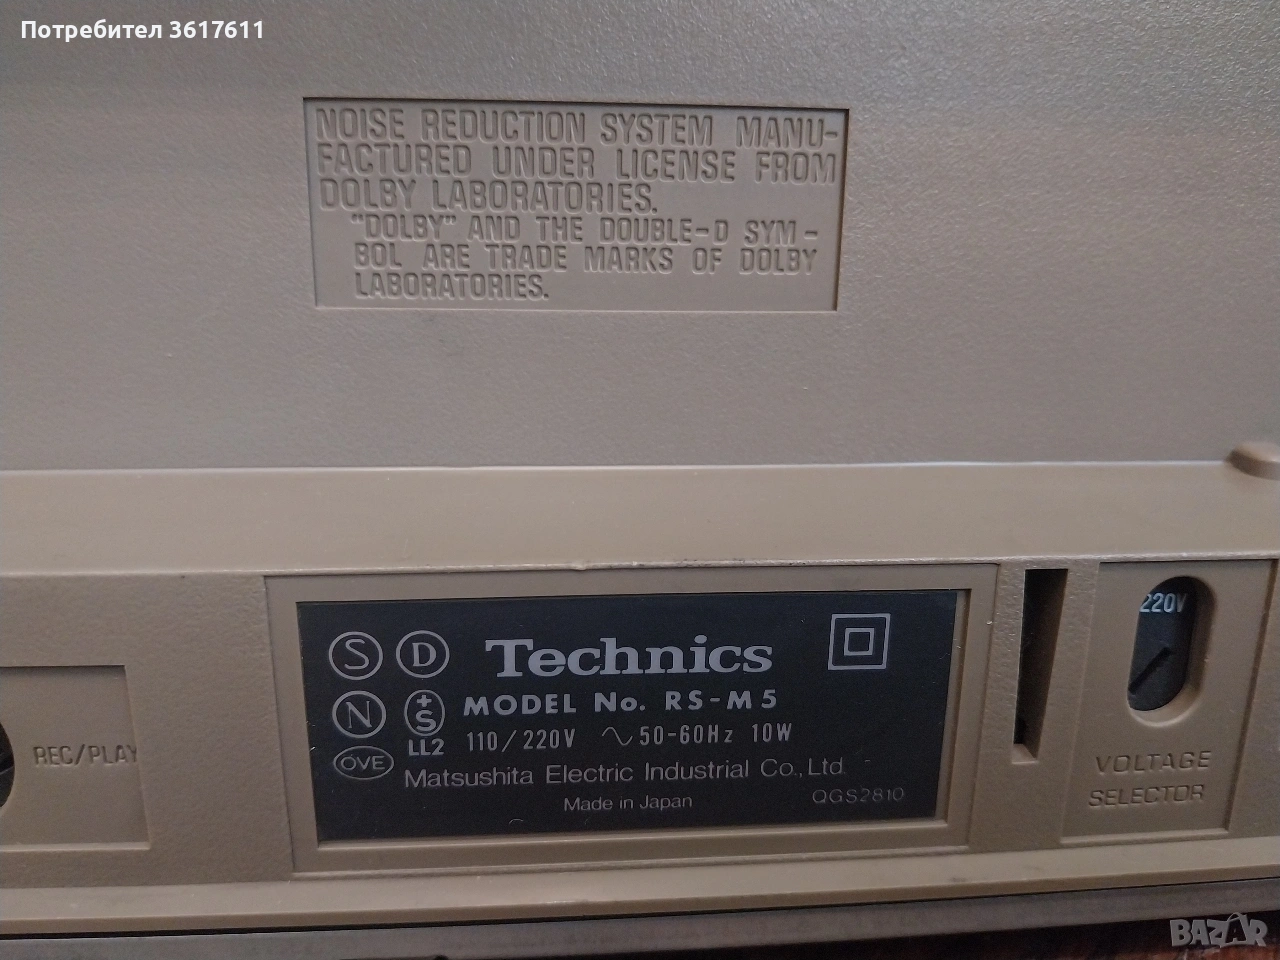 Потребител 3617611
NOISE REDUCTION SYSTEM MANU-
FACTURED UNDER LICENSE FROM
DOLBY LABORATORIES.
"DOLBY" AND THE DOUBLE-D SYM-
BOL ARE TRADE MARKS OF DOLBY
LABORATORIES.
S D Technics
N +S MODEL No. RS-M5
LL2 110/220V ∿50-60Hz 10W
OVE Matsushita Electric Industrial Co., Ltd.
Made in Japan QGS2810
REC/PLAY
220V
VOLTAGE
SELECTOR
BAZAR